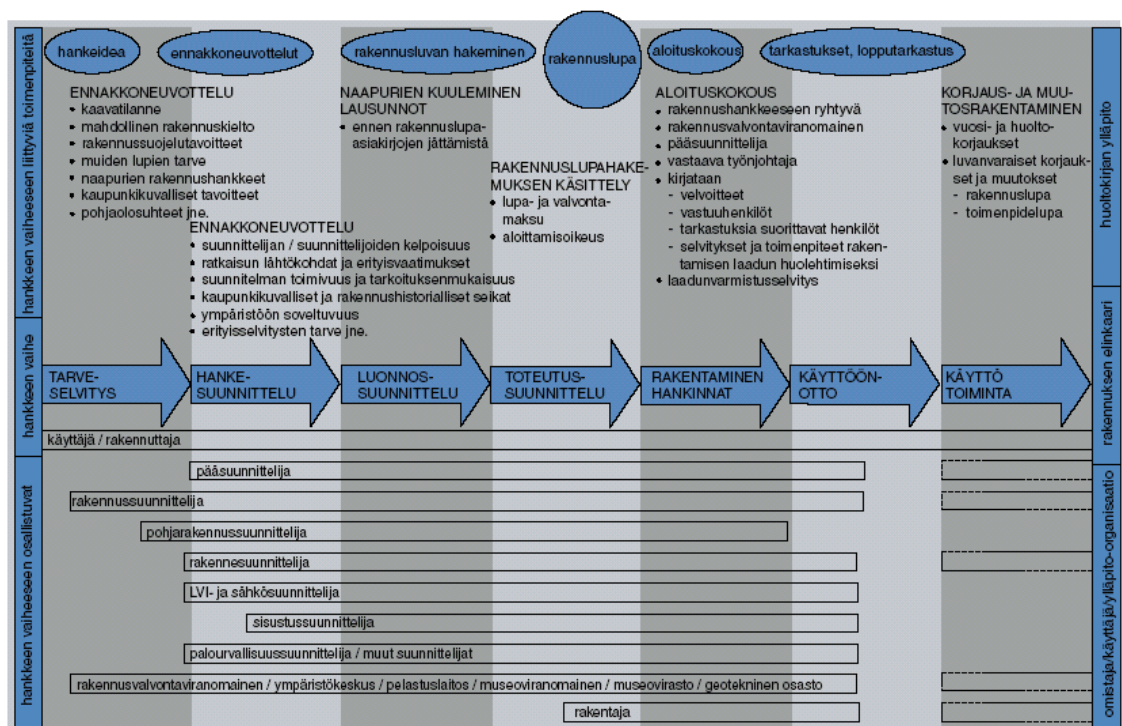 hankeidea
ennakkoneuvottelut
rakennusluvan hakeminen
rakennuslupa
aloituskokous
tarkastukset, lopputarkastus
hankkeen vaiheeseen liittyviä toimenpiteitä
ENNAKKONEUVOTTELU
• kaavatilanne
• mahdollinen rakennuskielto
• rakennussuojelutavoitteet
• muiden lupien tarve
• naapurien rakennushankkeet
• kaupunkikuvalliset tavoitteet
• pohjaolosuhteet jne.
ENNAKKONEUVOTTELU
• suunnittelijan / suunnittelijoiden kelpoisuus
• ratkaisun lähtökohdat ja erityisvaatimukset
• suunnitelman toimivuus ja tarkoituksenmukaisuus
• kaupunkikuvalliset ja rakennushistorialliset seikat
• ympäristöön soveltuvuus
• erityisselvitysten tarve jne.
NAAPURIEN KUULEMINEN
LAUSUNNOT
• ennen rakennuslupa-
asiakirjojen jättämistä
RAKENNUSLUPAHAKE-
MUKSEN KÄSITTELY
• lupa- ja valvonta-
maksu
• aloittamisoikeus
ALOITUSKOKOUS
• rakennushankkeeseen ryhtyvä
• rakennusvalvontaviranomainen
• pääsuunnittelija
• vastaava työnjohtaja
• kirjataan
- velvoitteet
- vastuuhenkilöt
- tarkastuksia suorittavat henkilöt
- selvitykset ja toimenpiteet raken-
tamisen laadun huolehtimiseksi
• laadunvarmistusselvitys
KORJAUS- JA MUU-
TOSRAKENTAMINEN
• vuosi- ja huolto-
korjaukset
• luvanvaraiset korjauk-
set ja muutokset
- rakennuslupa
- toimenpidelupa
huoltokirjan ylläpito
hankkeen vaihe
TARVE-
SELVITYS
HANKE-
SUUNNITTELU
LUONNOS-
SUUNNITTELU
TOTEUTUS-
SUUNNITTELU
RAKENTAMINEN
HANKINNAT
KÄYTTÖÖN-
OTTO
KÄYTTÖ
TOIMINTA
rakennuksen elinkaari
hankkeen vaiheeseen osallistuvat
käyttäjä / rakennuttaja
pääsuunnittelija
rakennussuunnittelija
pohjarakennussuunnittelija
rakennesuunnittelija
LVI- ja sähkösuunnittelija
sisustussuunnittelija
palourvallisuussuunnittelija / muut suunnittelijat
rakennusvalvontaviranomainen / ympäristökeskus / pelastuslaitos / museoviranomainen / museovirasto / geotekninen osasto
rakentaja
omistaja/käyttäjä/ylläpito-organisaatio